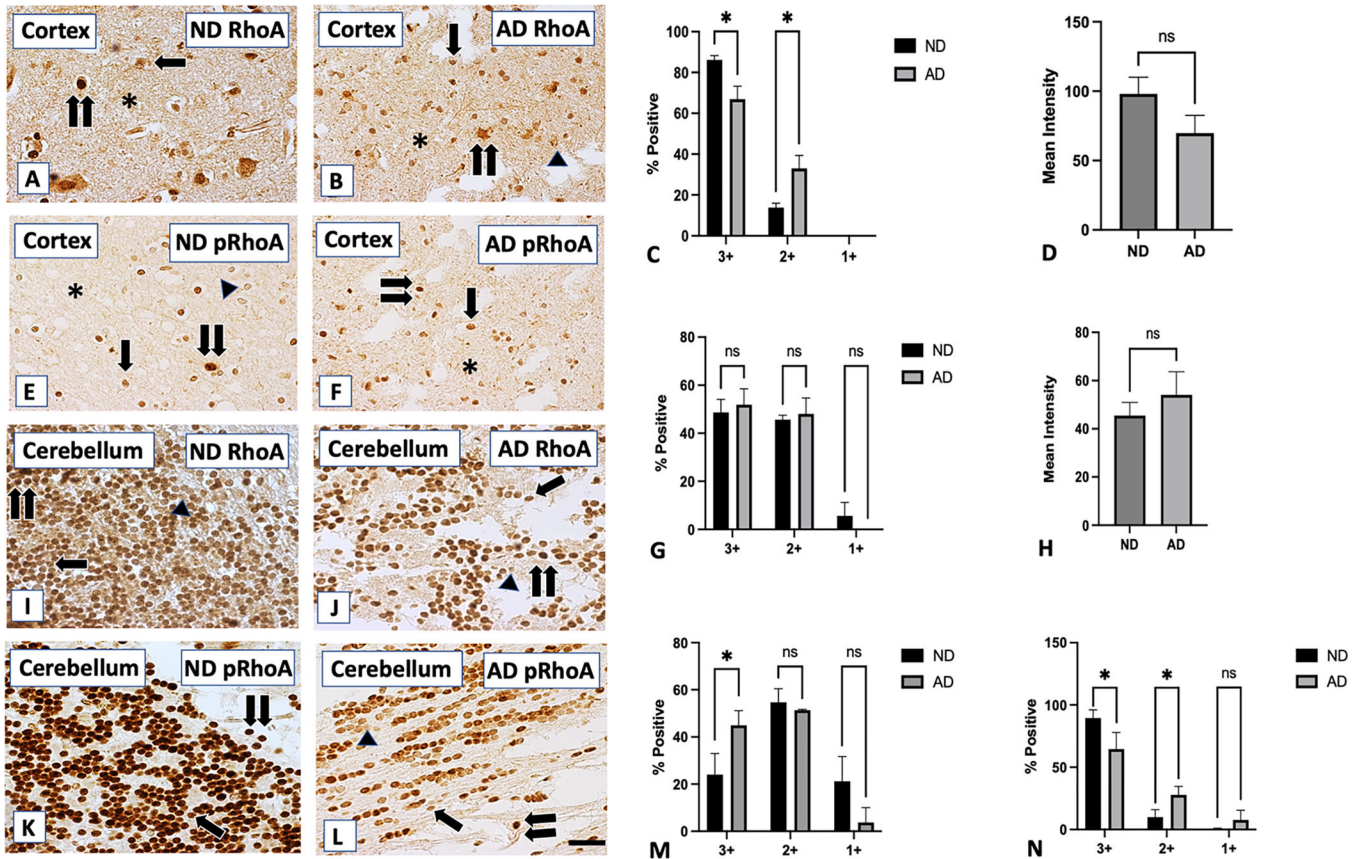 Cortex ND RhoA
*
A
Cortex AD RhoA
*
B
* *
100
80
60
40
20
0
% Positive
3+ 2+ 1+
ND
AD
C
ns
150
100
50
0
Mean Intensity
ND AD
D
Cortex ND pRhoA
*
E
Cortex AD pRhoA
*
F
ns ns ns
80
60
40
20
0
% Positive
3+ 2+ 1+
ND
AD
G
ns
80
60
40
20
0
Mean Intensity
ND AD
H
Cerebellum ND RhoA
I
Cerebellum AD RhoA
J
Cerebellum ND pRhoA
K
Cerebellum AD pRhoA
L
* ns ns
80
60
40
20
0
% Positive
3+ 2+ 1+
ND
AD
M
* * ns
150
100
50
0
% Positive
3+ 2+ 1+
ND
AD
N